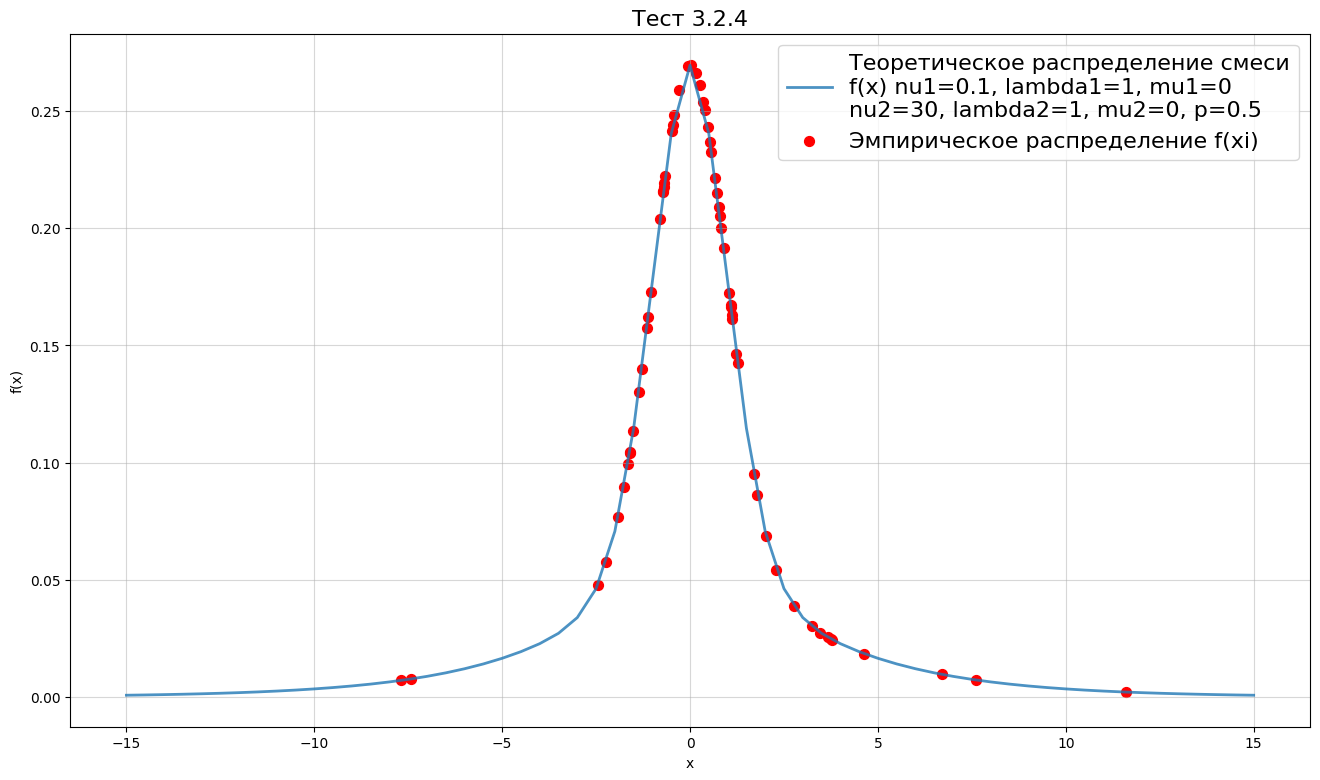 Тест 3.2.4
Теоретическое распределение смеси
f(x) nu1=0.1, lambda1=1, mu1=0
nu2=30, lambda2=1, mu2=0, p=0.5
Эмпирическое распределение f(xi)
0.25
0.20
0.15
0.10
0.05
0.00
f(x)
−15
−10
−5
0
5
10
15
x